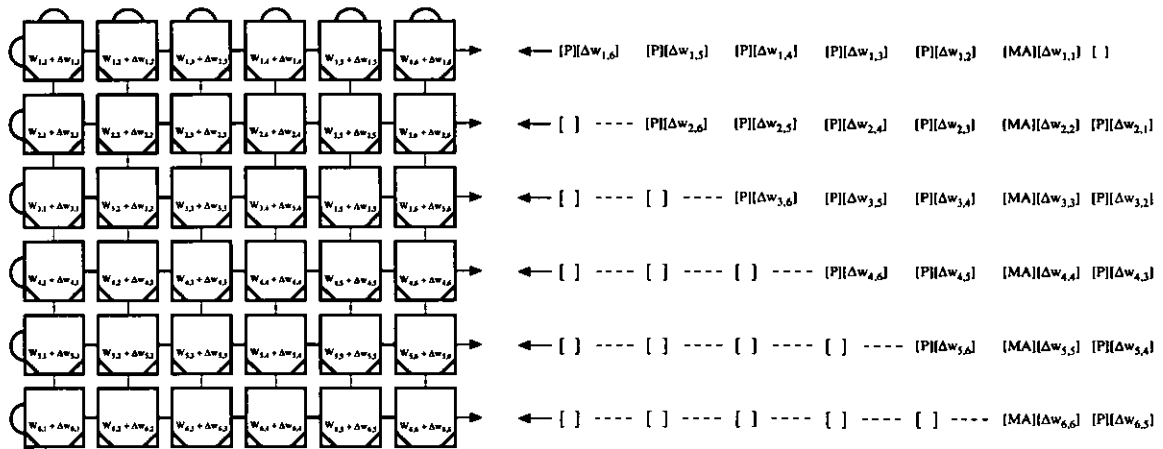 W1,1 + Δw1,1 W1,2 + Δw1,2 W1,3 + Δw1,3 W1,4 + Δw1,4 W1,5 + Δw1,5 W1,6 + Δw1,6 [P][Δw1,6] [P][Δw1,5] [P][Δw1,4] [P][Δw1,3] [P][Δw1,2] [MA][Δw1,1] [ ]
W2,1 + Δw2,1 W2,2 + Δw2,2 W2,3 + Δw2,3 W2,4 + Δw2,4 W2,5 + Δw2,5 W2,6 + Δw2,6 [ ] ---- [P][Δw2,6] [P][Δw2,5] [P][Δw2,4] [P][Δw2,3] [MA][Δw2,2] [P][Δw2,1]
W3,1 + Δw3,1 W3,2 + Δw3,2 W3,3 + Δw3,3 W3,4 + Δw3,4 W3,5 + Δw3,5 W3,6 + Δw3,6 [ ] ---- [ ] ---- [P][Δw3,6] [P][Δw3,5] [P][Δw3,4] [MA][Δw3,3] [P][Δw3,2]
W4,1 + Δw4,1 W4,2 + Δw4,2 W4,3 + Δw4,3 W4,4 + Δw4,4 W4,5 + Δw4,5 W4,6 + Δw4,6 [ ] ---- [ ] ---- [ ] ---- [P][Δw4,6] [P][Δw4,5] [MA][Δw4,4] [P][Δw4,3]
W5,1 + Δw5,1 W5,2 + Δw5,2 W5,3 + Δw5,3 W5,4 + Δw5,4 W5,5 + Δw5,5 W5,6 + Δw5,6 [ ] ---- [ ] ---- [ ] ---- [ ] ---- [P][Δw5,6] [MA][Δw5,5] [P][Δw5,4]
W6,1 + Δw6,1 W6,2 + Δw6,2 W6,3 + Δw6,3 W6,4 + Δw6,4 W6,5 + Δw6,5 W6,6 + Δw6,6 [ ] ---- [ ] ---- [ ] ---- [ ] ---- [ ] ---- [MA][Δw6,6] [P][Δw6,5]